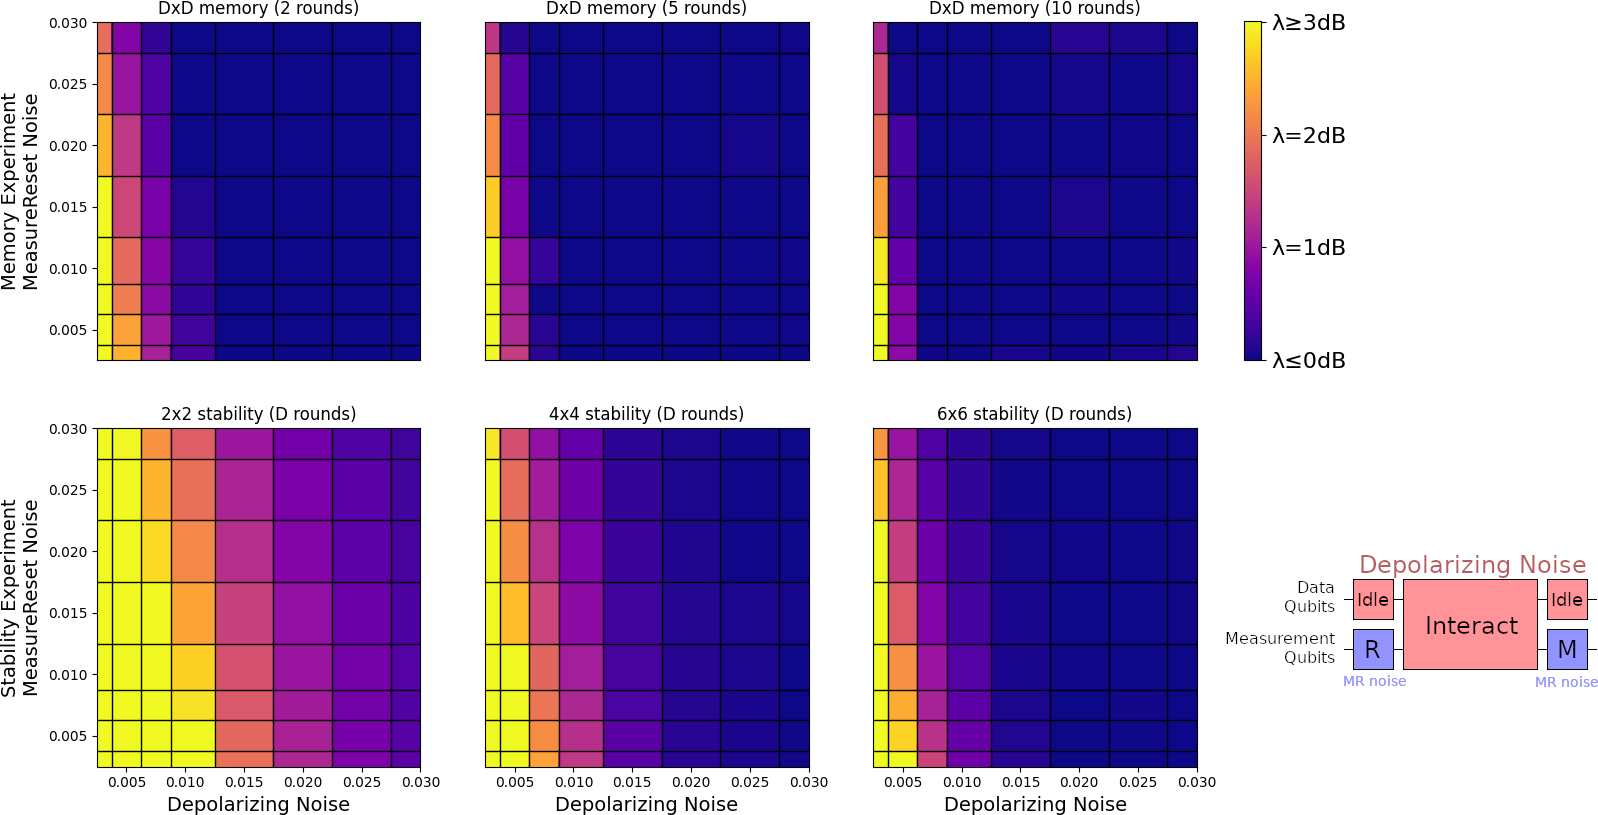 DxD memory (2 rounds)
DxD memory (5 rounds)
DxD memory (10 rounds)
Memory Experiment
MeasureReset Noise
0.030
0.025
0.020
0.015
0.010
0.005
λ≥3dB
λ=2dB
λ=1dB
λ≤0dB
2x2 stability (D rounds)
4x4 stability (D rounds)
6x6 stability (D rounds)
Stability Experiment
MeasureReset Noise
0.030
0.025
0.020
0.015
0.010
0.005
0.005 0.010 0.015 0.020 0.025 0.030
0.005 0.010 0.015 0.020 0.025 0.030
0.005 0.010 0.015 0.020 0.025 0.030
Depolarizing Noise
Depolarizing Noise
Depolarizing Noise
Depolarizing Noise
Data
Qubits
Idle
Interact
Idle
Measurement
Qubits
R
M
MR noise
MR noise